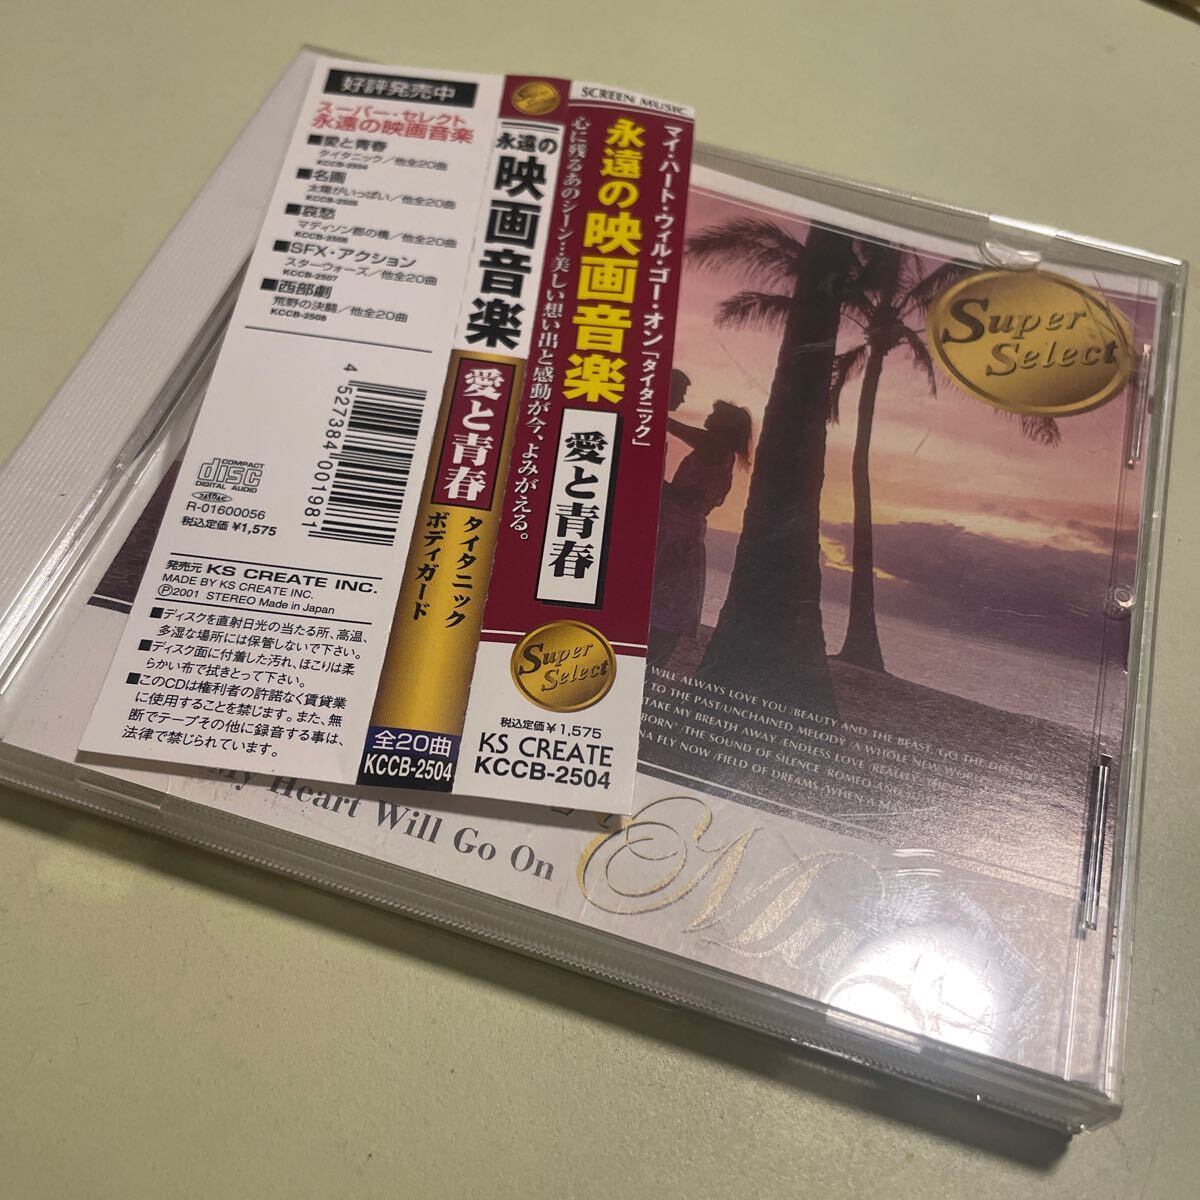 好評発売中
スーパー・セレクト
永遠の映画音楽
■愛と青春
タイタニック/他全20曲
KCCB-2504
■名画
太陽がいっぱい/他全20曲
KCCB-2505
■哀愁
マディソン郡の橋/他全20曲
KCCB-2506
■SFX・アクション
スターウォーズ/他全20曲
KCCB-2507
■西部劇
荒野の決闘/他全20曲
KCCB-2508
4 527384 001981
COMPACT
disc
DIGITAL AUDIO
R-01600056
税込定価 ¥1,575
発売元 KS CREATE INC.
MADE BY KS CREATE INC.
Ⓟ2001 STEREO Made in Japan
■ディスクを直射日光の当たる所、高温、
多湿な場所には保管しないで下さい。
■ディスク面に付着した汚れ、ほこりは柔
らかい布で拭きとって下さい。
■このCDは権利者の許諾なく賃貸業
に使用することを禁じます。また、無
断でテープその他に録音する事は、
法律で禁じられています。
Super
永遠の
映画音楽
愛と青春
タイタニック
ボディガード
全20曲
KCCB-2504
SCREEN MUSIC
マイ・ハート・ウィル・ゴー・オン「タイタニック」
永遠の映画音楽
心に残るあのシーン…美しい想い出と感動が今、よみがえる。
愛と青春
Super
Select
税込定価 ¥1,575
KS CREATE
KCCB-2504
Super
Select
WILL ALWAYS LOVE YOU /BEAUTY AND THE BEAST /GO THE DISTANCE
TO THE PAST/UNCHAINED MELODY /A WHOLE NEW WORLD
TAKE MY BREATH AWAY /ENDLESS LOVE /REALITY
BORN" /THE SOUND OF SILENCE /ROMEO
NA FLY NOW /FIELD OF DREAMS /WHEN A MAN
My Heart Will Go On